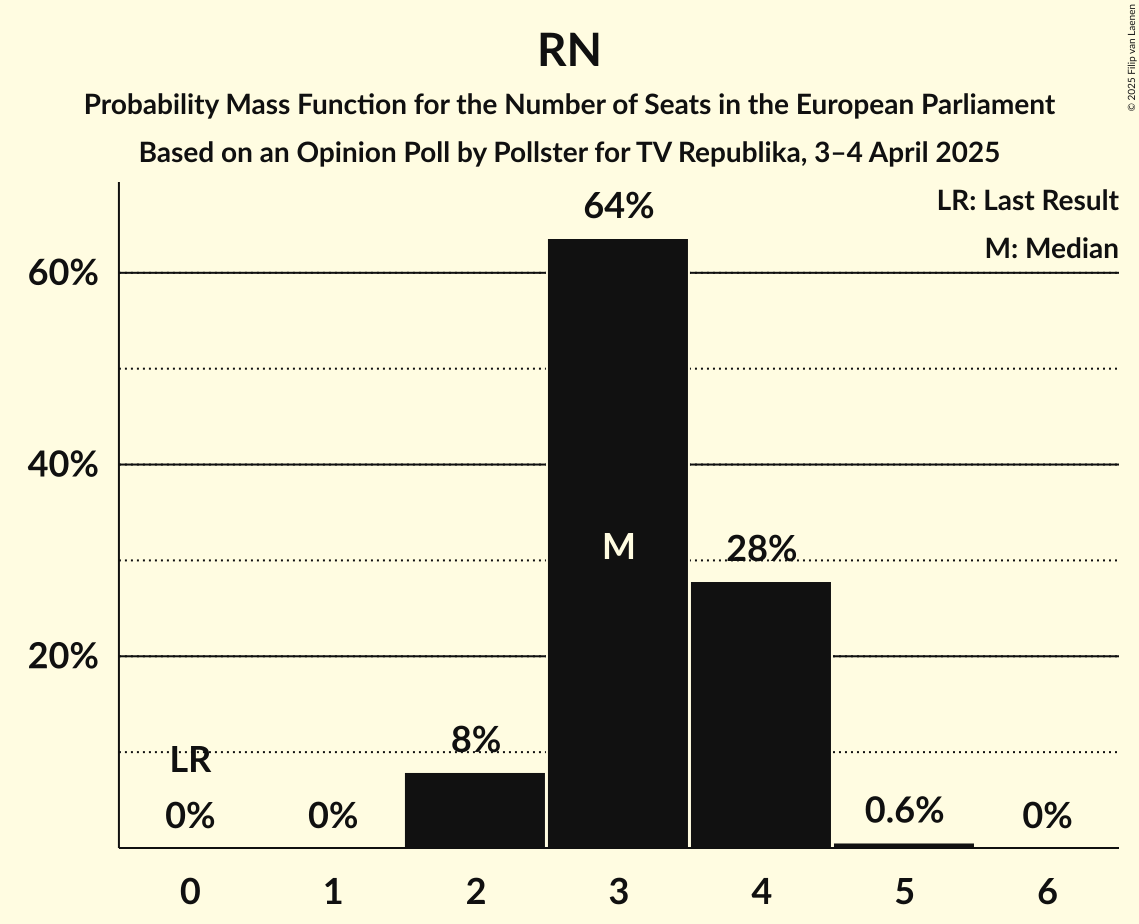 RN
Probability Mass Function for the Number of Seats in the European Parliament
Based on an Opinion Poll by Pollster for TV Republika, 3–4 April 2025
© 2025 Filip van Laenen
LR: Last Result
M: Median
64%
60%
40%
M
28%
20%
8%
LR
0%
0%
0.6%
0%
0 1 2 3 4 5 6